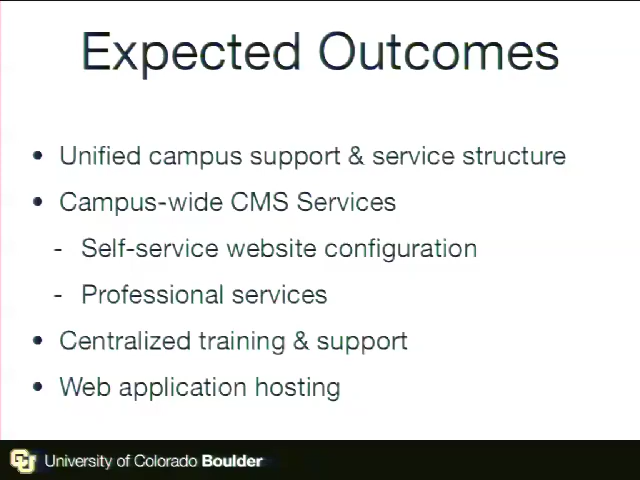 Expected Outcomes
• Unified campus support & service structure
• Campus-wide CMS Services
- Self-service website configuration
- Professional services
• Centralized training & support
• Web application hosting
CU University of Colorado Boulder